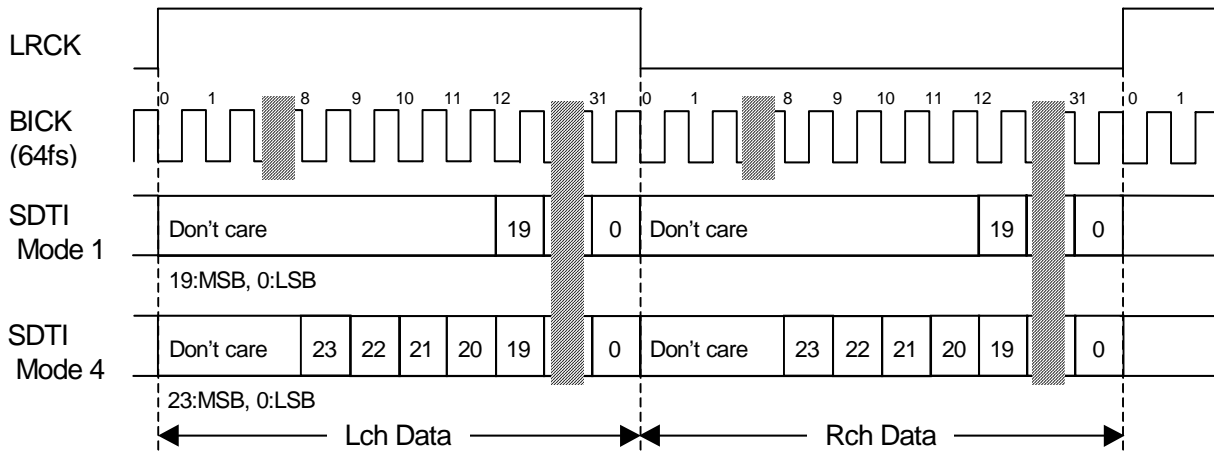 LRCK
0 1 8 9 10 11 12 31 0 1 8 9 10 11 12 31 0 1
BICK
(64fs)
SDTI
Mode 1
Don't care 19 0 Don't care 19 0
19:MSB, 0:LSB
SDTI
Mode 4
Don't care 23 22 21 20 19 0 Don't care 23 22 21 20 19 0
23:MSB, 0:LSB
Lch Data Rch Data